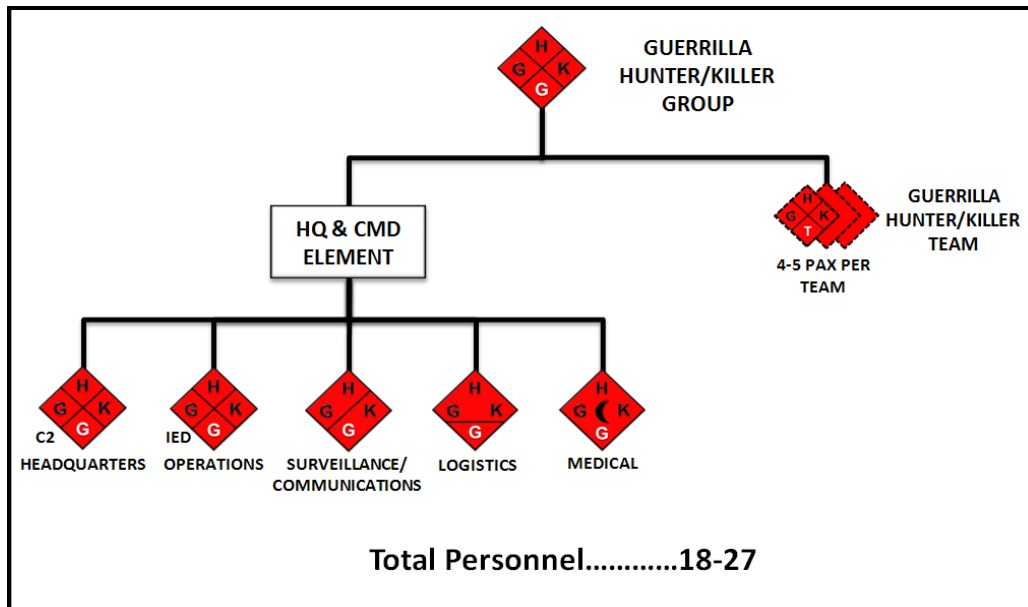 H
G K
G
GUERRILLA
HUNTER/KILLER
GROUP
HQ & CMD
ELEMENT
H
G K
T
GUERRILLA
HUNTER/KILLER
TEAM
4-5 PAX PER
TEAM
H
G K
G
C2
HEADQUARTERS
H
G K
G
IED
OPERATIONS
H
G K
G
SURVEILLANCE/
COMMUNICATIONS
H
G K
G
LOGISTICS
H
G K
G
MEDICAL
Total Personnel............18-27